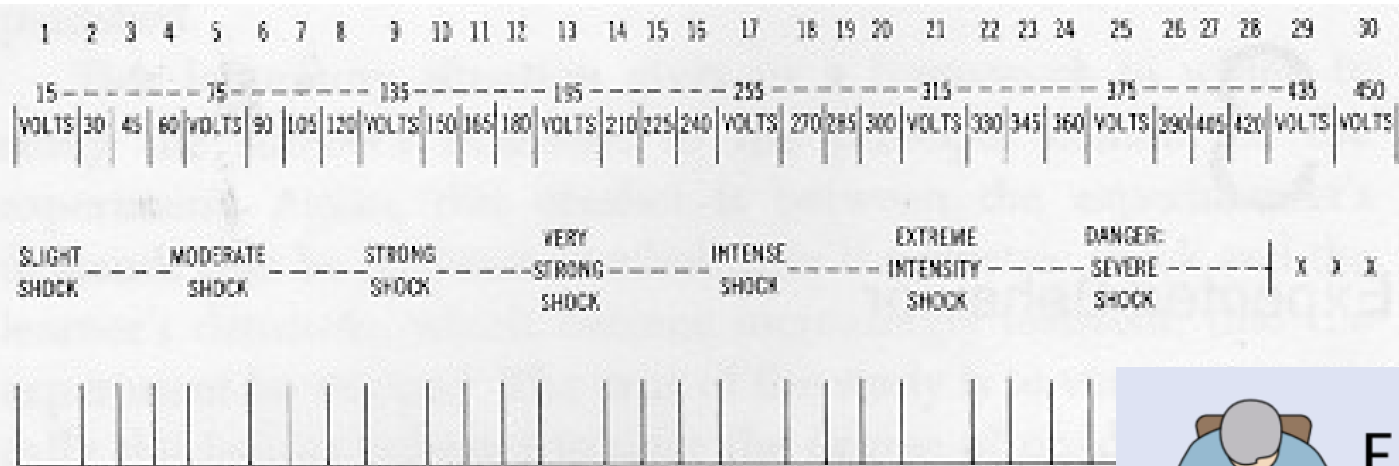 1 2 3 4 5 6 7 8 9 10 11 12 13 14 15 16 17 18 19 20 21 22 23 24 25 26 27 28 29 30
15 75 135 195 255 315 375 435 450
VOLTS 30 45 60 VOLTS 90 105 120 VOLTS 150 165 180 VOLTS 210 225 240 VOLTS 270 285 300 VOLTS 330 345 360 VOLTS 390 405 420 VOLTS VOLTS
SLIGHT
SHOCK
MODERATE
SHOCK
STRONG
SHOCK
VERY
STRONG
SHOCK
INTENSE
SHOCK
EXTREME
INTENSITY
SHOCK
DANGER:
SEVERE
SHOCK
X X X
E